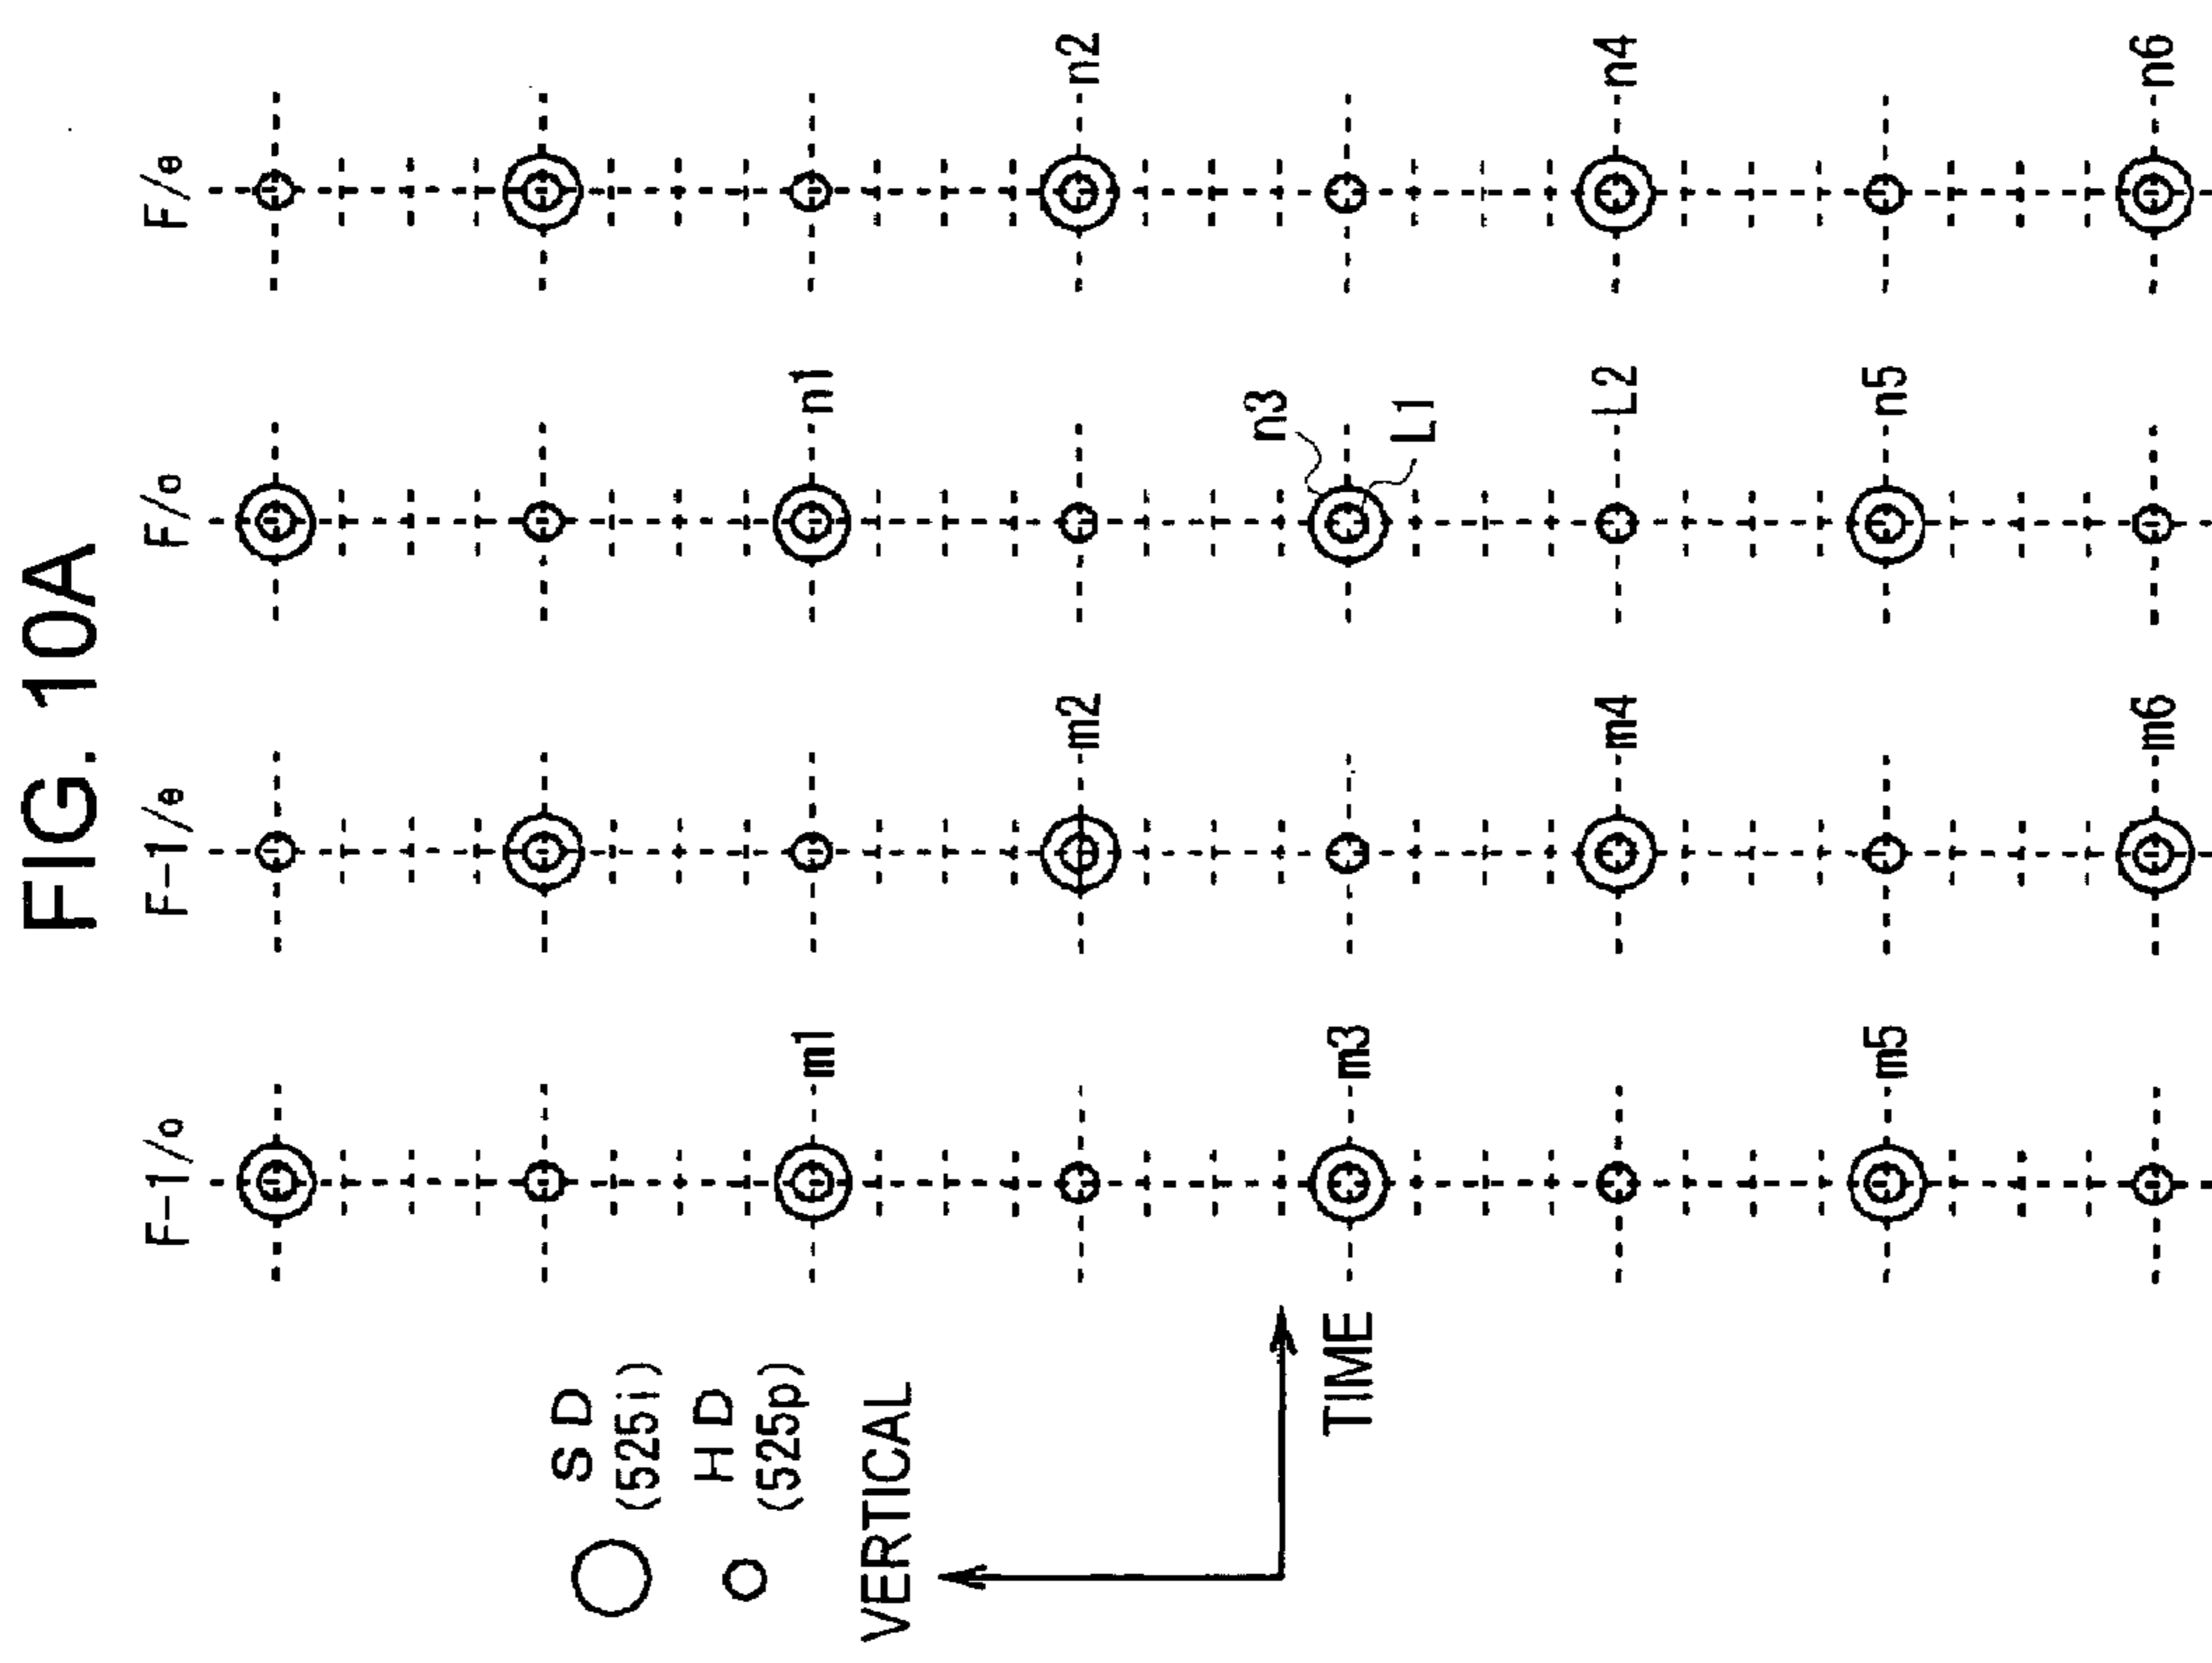 FIG. 10A
F-1/o
F-1/e
F/o
F/e
m1
n1
m2
n2
m3
n3
L1
m4
L2
n4
m5
n5
m6
n6
SD
(525i)
HD
(525p)
VERTICAL
TIME